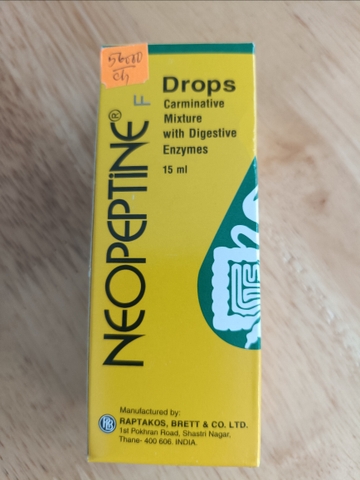 Drops
Carminative
Mixture
with Digestive
Enzymes
15 ml
NEOPEPTINE® F
Manufactured by:
RAPTAKOS, BRETT & CO. LTD.
1st Pokhran Road, Shastri Nagar,
Thane- 400 606. INDIA.